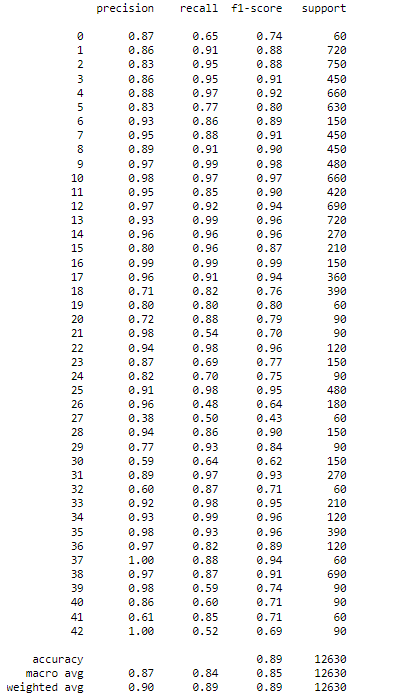 precision recall f1-score support
0 0.87 0.65 0.74 60
1 0.86 0.91 0.88 720
2 0.83 0.95 0.88 750
3 0.86 0.95 0.91 450
4 0.88 0.97 0.92 660
5 0.83 0.77 0.80 630
6 0.93 0.86 0.89 150
7 0.95 0.88 0.91 450
8 0.89 0.91 0.90 450
9 0.97 0.99 0.98 480
10 0.98 0.97 0.97 660
11 0.95 0.85 0.90 420
12 0.97 0.92 0.94 690
13 0.93 0.99 0.96 720
14 0.96 0.96 0.96 270
15 0.80 0.96 0.87 210
16 0.99 0.99 0.99 150
17 0.96 0.91 0.94 360
18 0.71 0.82 0.76 390
19 0.80 0.80 0.80 60
20 0.72 0.88 0.79 90
21 0.98 0.54 0.70 90
22 0.94 0.98 0.96 120
23 0.87 0.69 0.77 150
24 0.82 0.70 0.75 90
25 0.91 0.98 0.95 480
26 0.96 0.48 0.64 180
27 0.38 0.50 0.43 60
28 0.94 0.86 0.90 150
29 0.77 0.93 0.84 90
30 0.59 0.64 0.62 150
31 0.89 0.97 0.93 270
32 0.60 0.87 0.71 60
33 0.92 0.98 0.95 210
34 0.93 0.99 0.96 120
35 0.98 0.93 0.96 390
36 0.97 0.82 0.89 120
37 1.00 0.88 0.94 60
38 0.97 0.87 0.91 690
39 0.98 0.59 0.74 90
40 0.86 0.60 0.71 90
41 0.61 0.85 0.71 60
42 1.00 0.52 0.69 90
accuracy 0.89 12630
macro avg 0.87 0.84 0.85 12630
weighted avg 0.90 0.89 0.89 12630